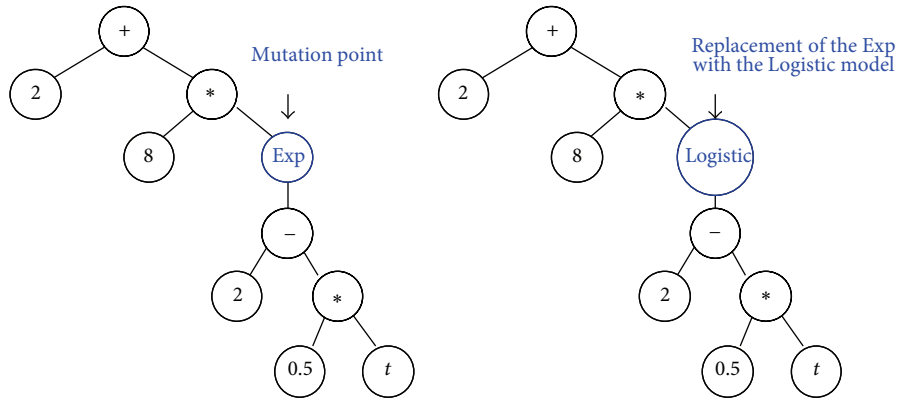 +
2
*
8
Mutation point
Exp
−
2
*
0.5
t
+
2
*
8
Replacement of the Exp
with the Logistic model
Logistic
−
2
*
0.5
t